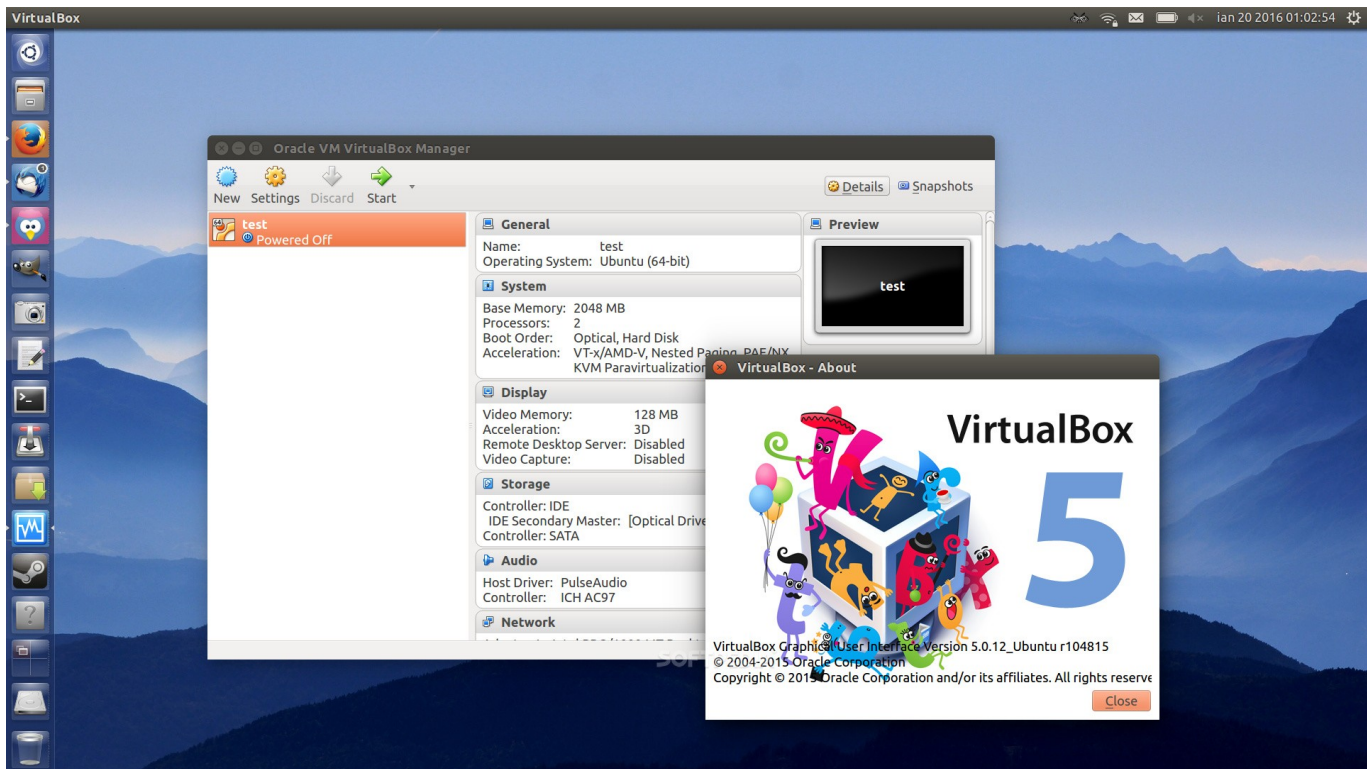 VirtualBox
ian 20 2016 01:02:54
Oracle VM VirtualBox Manager
New Settings Discard Start
Details Snapshots
test
Powered Off
General
Name: test
Operating System: Ubuntu (64-bit)
System
Base Memory: 2048 MB
Processors: 2
Boot Order: Optical, Hard Disk
Acceleration: VT-x/AMD-V, Nested Paging, PAE/NX
KVM Paravirtualization
Display
Video Memory: 128 MB
Acceleration: 3D
Remote Desktop Server: Disabled
Video Capture: Disabled
Storage
Controller: IDE
IDE Secondary Master: [Optical Drive
Controller: SATA
Audio
Host Driver: PulseAudio
Controller: ICH AC97
Network
Preview
test
VirtualBox - About
VirtualBox
5
VirtualBox Graphical User Interface Version 5.0.12_Ubuntu r104815
© 2004-2015 Oracle Corporation
Copyright © 2015 Oracle Corporation and/or its affiliates. All rights reserve
Close